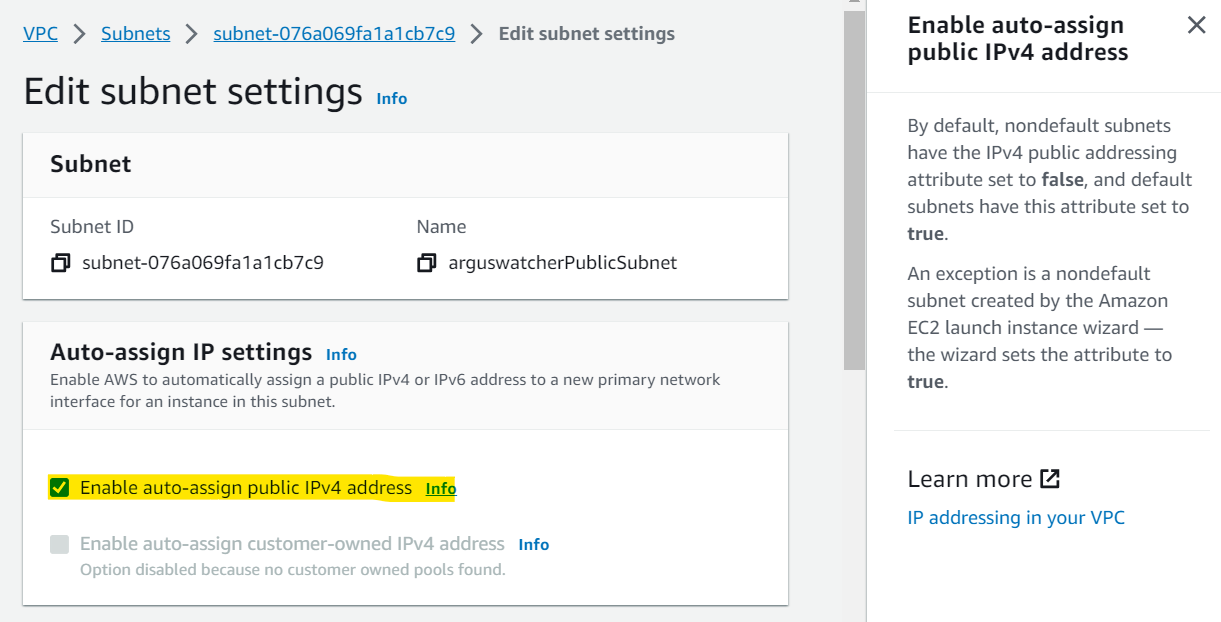 VPC > Subnets > subnet-076a069fa1a1cb7c9 > Edit subnet settings
Edit subnet settings Info
Subnet
Subnet ID
subnet-076a069fa1a1cb7c9
Name
arguswatcherPublicSubnet
Auto-assign IP settings Info
Enable AWS to automatically assign a public IPv4 or IPv6 address to a new primary network
interface for an instance in this subnet.
Enable auto-assign public IPv4 address Info
Enable auto-assign customer-owned IPv4 address Info
Option disabled because no customer owned pools found.
Enable auto-assign
public IPv4 address
By default, nondefault subnets
have the IPv4 public addressing
attribute set to false, and default
subnets have this attribute set to
true.
An exception is a nondefault
subnet created by the Amazon
EC2 launch instance wizard —
the wizard sets the attribute to
true.
Learn more
IP addressing in your VPC